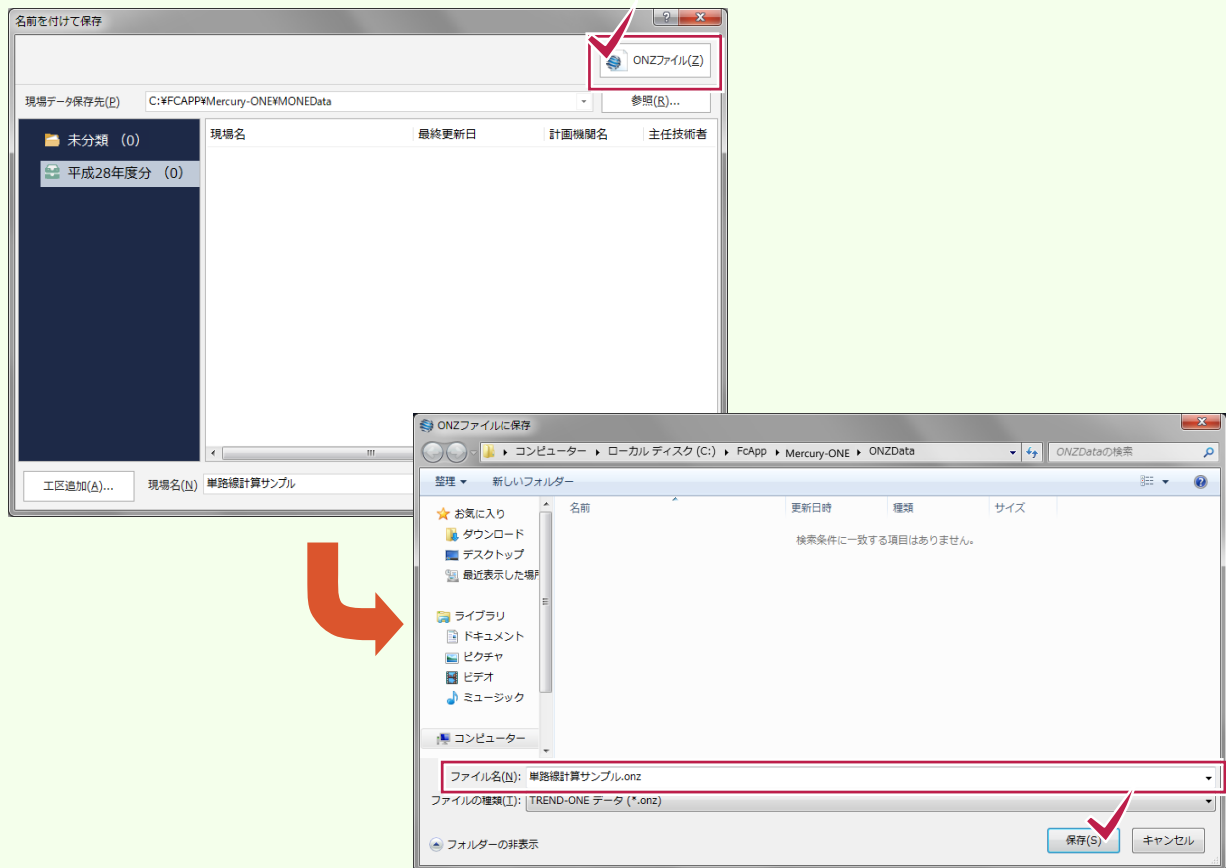 名前を付けて保存
ONZファイル(Z)
現場データ保存先(P) C:¥FCAPP¥Mercury-ONE¥MONEData 参照(R)...
未分類 (0)
平成28年度分 (0)
現場名 最終更新日 計画機関名 主任技術者
工区追加(A)... 現場名(N) 単路線計算サンプル
ONZファイルに保存
コンピューター ローカル ディスク (C:) FcApp Mercury-ONE ONZData ONZDataの検索
整理 新しいフォルダー
お気に入り
ダウンロード
デスクトップ
最近表示した場所
ライブラリ
ドキュメント
ピクチャ
ビデオ
ミュージック
コンピューター
名前 更新日時 種類 サイズ
検索条件に一致する項目はありません。
ファイル名(N): 単路線計算サンプル.onz
ファイルの種類(T): TREND-ONE データ (*.onz)
フォルダーの非表示 保存(S) キャンセル